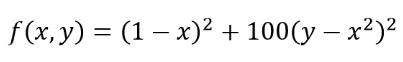 f(x, y) = (1 − x)² + 100(y − x²)²